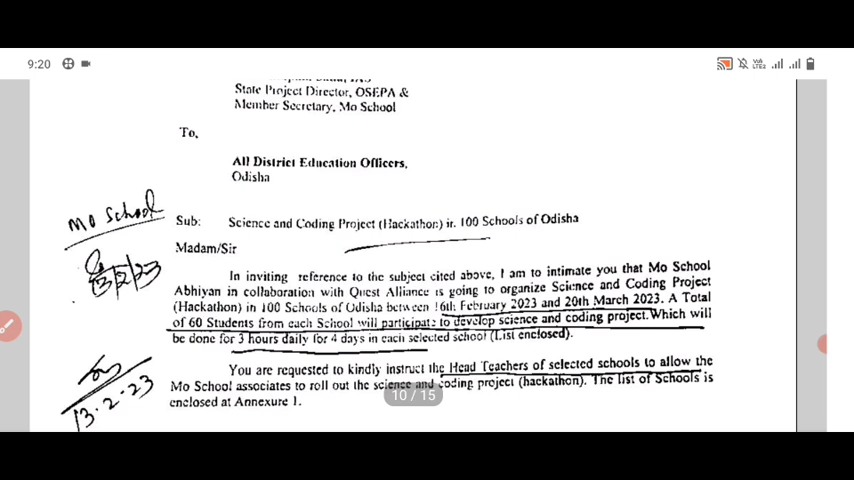 9:20
State Project Director, OSEPA &
Member Secretary, Mo School
To,
All District Education Officers,
Odisha
Mo School
Sub: Science and Coding Project (Hackathon) in 100 Schools of Odisha
Madam/Sir
13/2/23
In inviting reference to the subject cited above, I am to intimate you that Mo School
Abhiyan in collaboration with Quest Alliance is going to organize Science and Coding Project
(Hackathon) in 100 Schools of Odisha between 16th February 2023 and 20th March 2023. A Total
of 60 Students from each School will participate to develop science and coding project. Which will
be done for 3 hours daily for 4 days in each selected school (List enclosed).
You are requested to kindly instruct the Head Teachers of selected schools to allow the
Mo School associates to roll out the science and coding project (hackathon). The list of Schools is
enclosed at Annexure 1.
13.2.23
10 / 15